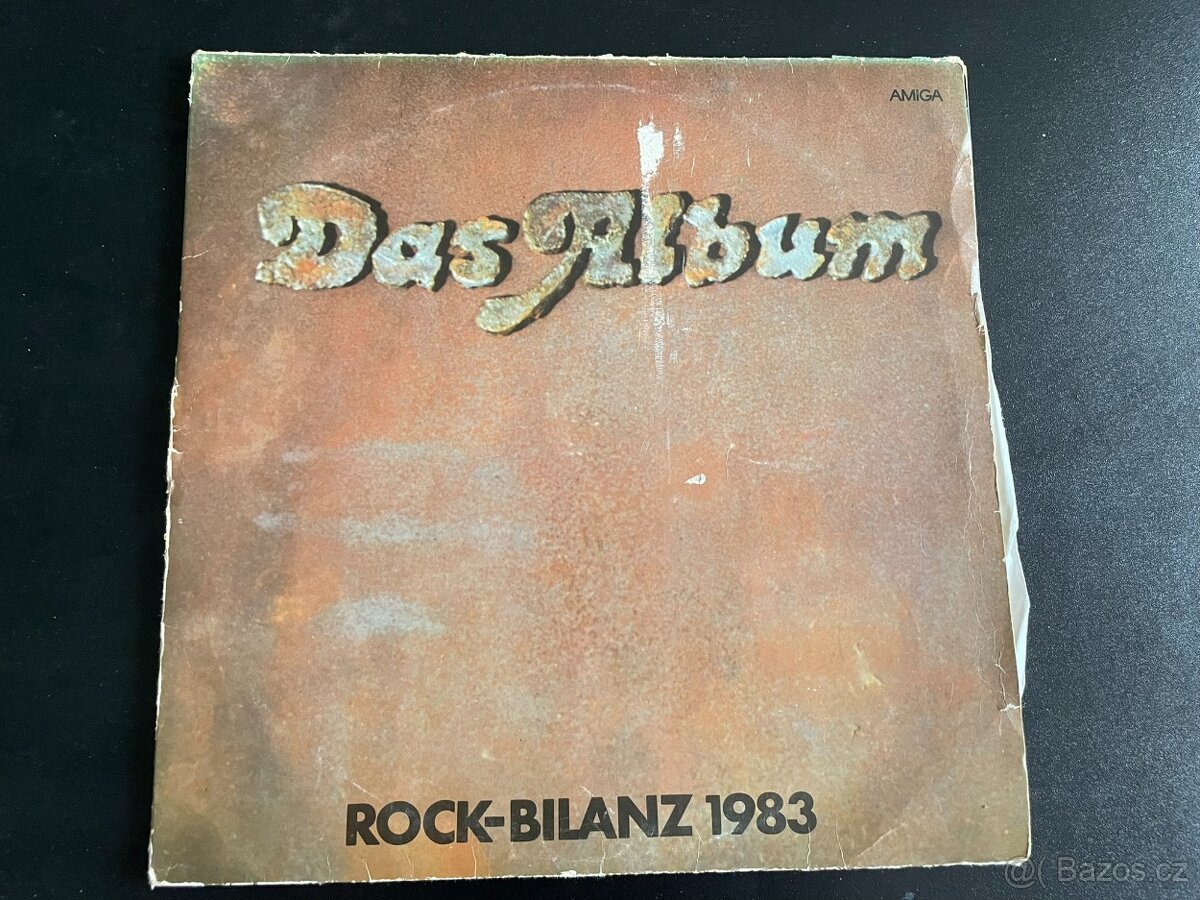 AMIGA
Das Album
ROCK-BILANZ 1983
@( Bazos.cz